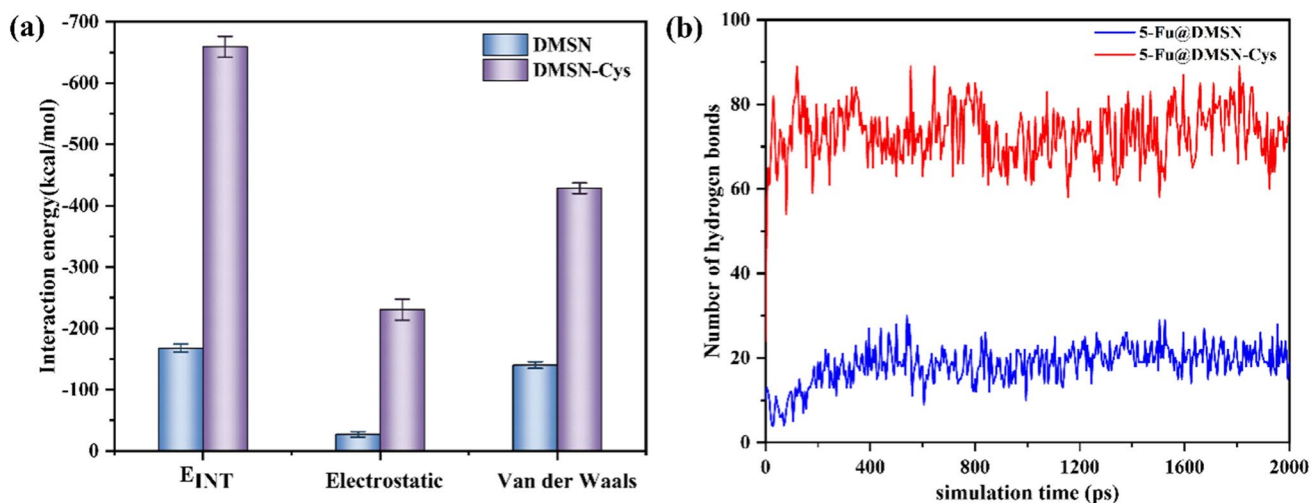 (a)
Interaction energy(kcal/mol)
-700
-600
-500
-400
-300
-200
-100
0
DMSN
DMSN-Cys
EINT
Electrostatic
Van der Waals
(b)
Number of hydrogen bonds
100
80
60
40
20
0
5-Fu@DMSN
5-Fu@DMSN-Cys
0
400
800
1200
1600
2000
simulation time (ps)